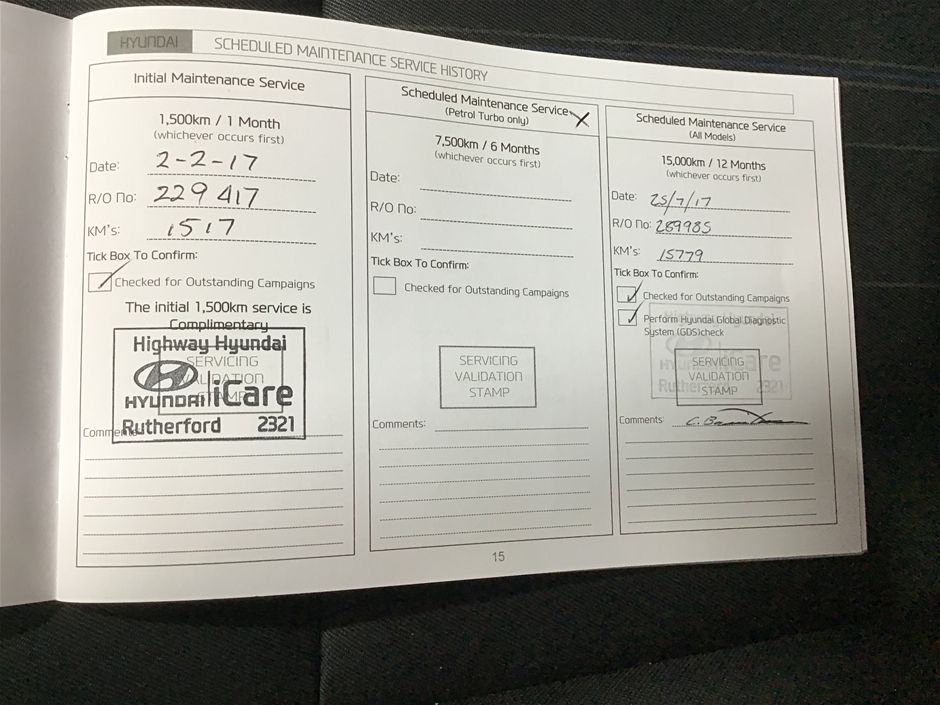 HYUNDAI SCHEDULED MAINTENANCE SERVICE HISTORY
Initial Maintenance Service
1,500km / 1 Month
(whichever occurs first)
Date: 2-2-17
R/O No: 229417
KM's: 1517
Tick Box To Confirm:
Checked for Outstanding Campaigns
The initial 1,500km service is
Complimentary
Highway Hyundai
SERVICING
VALIDATION
STAMP
HYUNDAI iCare
Rutherford 2321
Comments:
Scheduled Maintenance Service
(Petrol Turbo only)
7,500km / 6 Months
(whichever occurs first)
Date:
R/O No:
KM's:
Tick Box To Confirm:
Checked for Outstanding Campaigns
SERVICING
VALIDATION
STAMP
Comments:
Scheduled Maintenance Service
(All Models)
15,000km / 12 Months
(whichever occurs first)
Date: 25/7/17
R/O No: 289985
KM's: 15779
Tick Box To Confirm:
Checked for Outstanding Campaigns
Perform Hyundai Global Diagnostic
System (GDS)check
Highway Hyundai
SERVICING
VALIDATION
STAMP
iCare
Rutherford 2321
Comments:
15